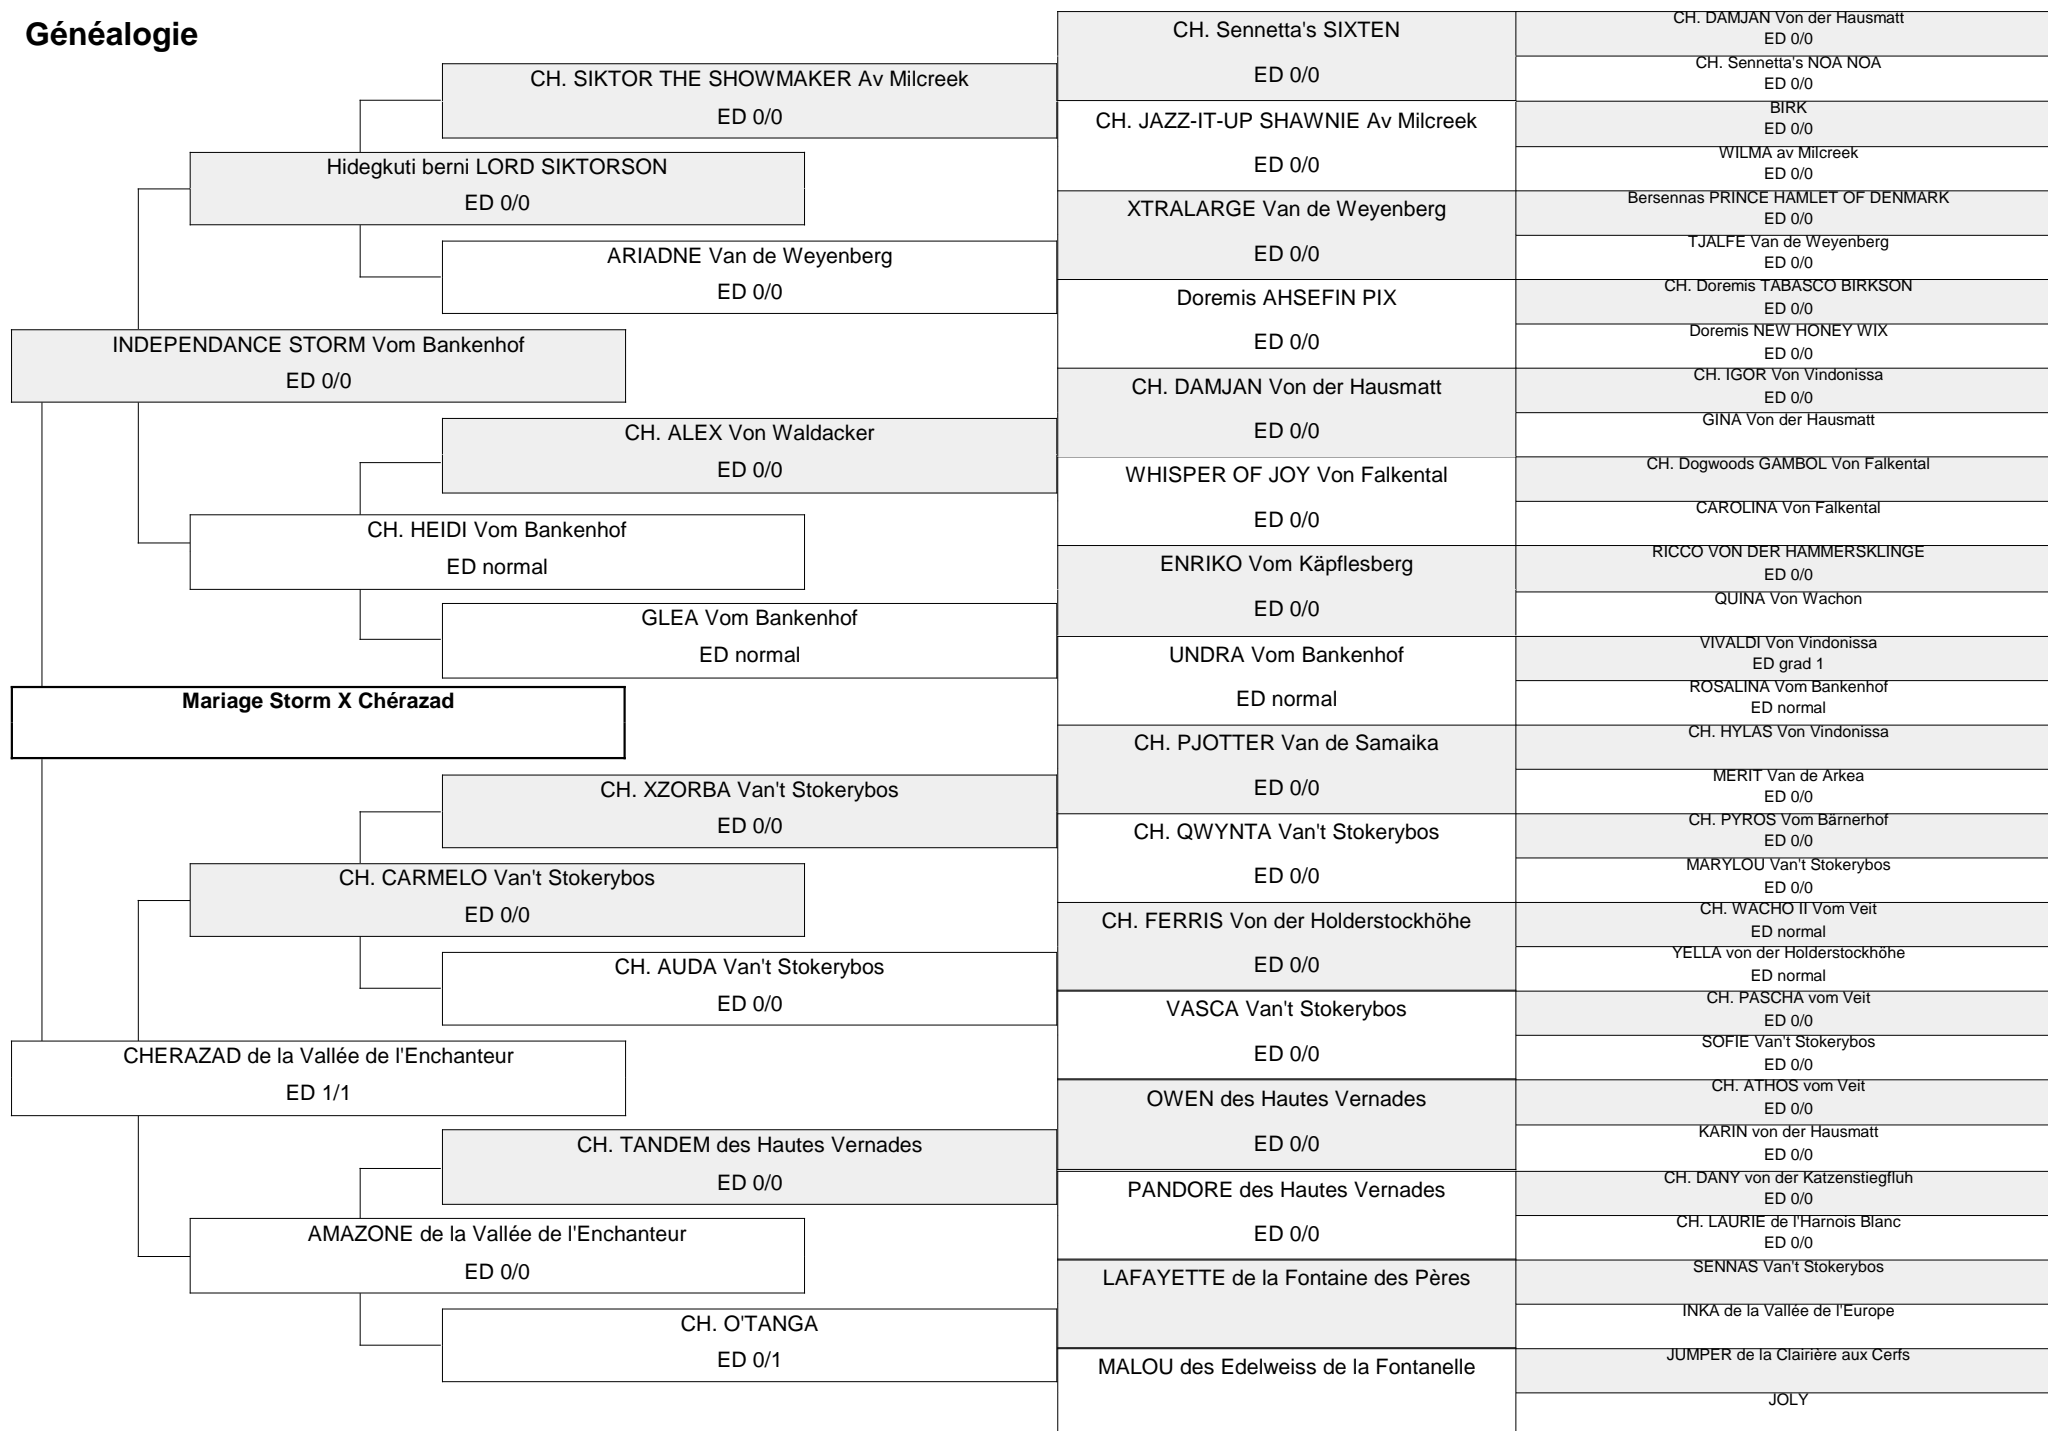 Généalogie
INDEPENDANCE STORM Vom Bankenhof
ED 0/0
Mariage Storm X Chérazad
CHERAZAD de la Vallée de l'Enchanteur
ED 1/1
Hidegkuti berni LORD SIKTORSON
ED 0/0
CH. HEIDI Vom Bankenhof
ED normal
CH. CARMELO Van't Stokerybos
ED 0/0
AMAZONE de la Vallée de l'Enchanteur
ED 0/0
CH. SIKTOR THE SHOWMAKER Av Milcreek
ED 0/0
ARIADNE Van de Weyenberg
ED 0/0
CH. ALEX Von Waldacker
ED 0/0
GLEA Vom Bankenhof
ED normal
CH. XZORBA Van't Stokerybos
ED 0/0
CH. AUDA Van't Stokerybos
ED 0/0
CH. TANDEM des Hautes Vernades
ED 0/0
CH. O'TANGA
ED 0/1
CH. Sennetta's SIXTEN
ED 0/0
CH. JAZZ-IT-UP SHAWNIE Av Milcreek
ED 0/0
XTRALARGE Van de Weyenberg
ED 0/0
Doremis AHSEFIN PIX
ED 0/0
CH. DAMJAN Von der Hausmatt
ED 0/0
WHISPER OF JOY Von Falkental
ED 0/0
ENRIKO Vom Käpflesberg
ED 0/0
UNDRA Vom Bankenhof
ED normal
CH. PJOTTER Van de Samaika
ED 0/0
CH. QWYNTA Van't Stokerybos
ED 0/0
CH. FERRIS Von der Holderstockhöhe
ED 0/0
VASCA Van't Stokerybos
ED 0/0
OWEN des Hautes Vernades
ED 0/0
PANDORE des Hautes Vernades
ED 0/0
LAFAYETTE de la Fontaine des Pères
MALOU des Edelweiss de la Fontanelle
CH. DAMJAN Von der Hausmatt
ED 0/0
CH. Sennetta's NOA NOA
ED 0/0
BIRK
ED 0/0
WILMA av Milcreek
ED 0/0
Bersennas PRINCE HAMLET OF DENMARK
ED 0/0
TJALFE Van de Weyenberg
ED 0/0
CH. Doremis TABASCO BIRKSON
ED 0/0
Doremis NEW HONEY WIX
ED 0/0
CH. IGOR Von Vindonissa
ED 0/0
GINA Von der Hausmatt
CH. Dogwoods GAMBOL Von Falkental
CAROLINA Von Falkental
RICCO VON DER HAMMERSKLINGE
ED 0/0
QUINA Von Wachon
VIVALDI Von Vindonissa
ED grad 1
ROSALINA Vom Bankenhof
ED normal
CH. HYLAS Von Vindonissa
MERIT Van de Arkea
ED 0/0
CH. PYROS Vom Bärnerhof
ED 0/0
MARYLOU Van't Stokerybos
ED 0/0
CH. WACHO II Vom Veit
ED normal
YELLA von der Holderstockhöhe
ED normal
CH. PASCHA vom Veit
ED 0/0
SOFIE Van't Stokerybos
ED 0/0
CH. ATHOS vom Veit
ED 0/0
KARIN von der Hausmatt
ED 0/0
CH. DANY von der Katzenstiegfluh
ED 0/0
CH. LAURIE de l'Harnois Blanc
ED 0/0
SENNAS Van't Stokerybos
INKA de la Vallée de l'Europe
JUMPER de la Clairière aux Cerfs
JOLY